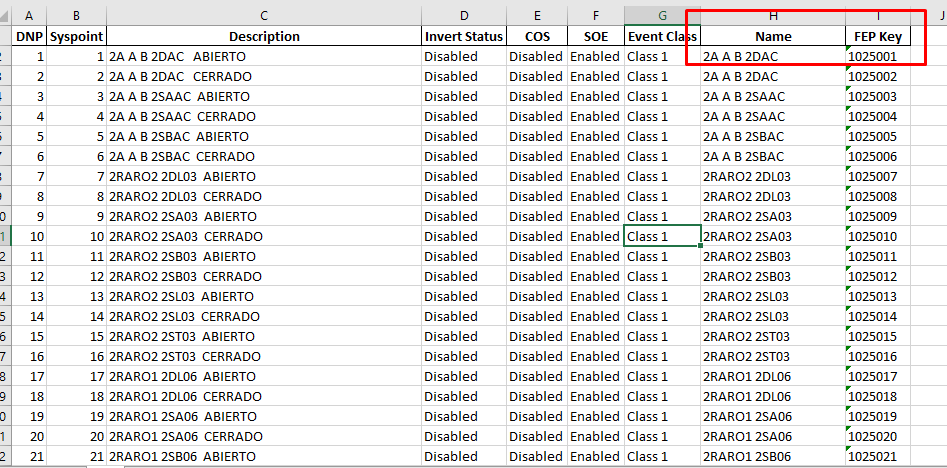 A B C D E F G H I J
DNP Syspoint Description Invert Status COS SOE Event Class Name FEP Key
1 1 2A A B 2DAC ABIERTO Disabled Disabled Enabled Class 1 2A A B 2DAC 1025001
2 2 2A A B 2DAC CERRADO Disabled Disabled Enabled Class 1 2A A B 2DAC 1025002
3 3 2A A B 2SAAC ABIERTO Disabled Disabled Enabled Class 1 2A A B 2SAAC 1025003
4 4 2A A B 2SAAC CERRADO Disabled Disabled Enabled Class 1 2A A B 2SAAC 1025004
5 5 2A A B 2SBAC ABIERTO Disabled Disabled Enabled Class 1 2A A B 2SBAC 1025005
6 6 2A A B 2SBAC CERRADO Disabled Disabled Enabled Class 1 2A A B 2SBAC 1025006
7 7 2RARO2 2DL03 ABIERTO Disabled Disabled Enabled Class 1 2RARO2 2DL03 1025007
8 8 2RARO2 2DL03 CERRADO Disabled Disabled Enabled Class 1 2RARO2 2DL03 1025008
9 9 2RARO2 2SA03 ABIERTO Disabled Disabled Enabled Class 1 2RARO2 2SA03 1025009
10 10 2RARO2 2SA03 CERRADO Disabled Disabled Enabled Class 1 2RARO2 2SA03 1025010
11 11 2RARO2 2SB03 ABIERTO Disabled Disabled Enabled Class 1 2RARO2 2SB03 1025011
12 12 2RARO2 2SB03 CERRADO Disabled Disabled Enabled Class 1 2RARO2 2SB03 1025012
13 13 2RARO2 2SL03 ABIERTO Disabled Disabled Enabled Class 1 2RARO2 2SL03 1025013
14 14 2RARO2 2SL03 CERRADO Disabled Disabled Enabled Class 1 2RARO2 2SL03 1025014
15 15 2RARO2 2ST03 ABIERTO Disabled Disabled Enabled Class 1 2RARO2 2ST03 1025015
16 16 2RARO2 2ST03 CERRADO Disabled Disabled Enabled Class 1 2RARO2 2ST03 1025016
17 17 2RARO1 2DL06 ABIERTO Disabled Disabled Enabled Class 1 2RARO1 2DL06 1025017
18 18 2RARO1 2DL06 CERRADO Disabled Disabled Enabled Class 1 2RARO1 2DL06 1025018
19 19 2RARO1 2SA06 ABIERTO Disabled Disabled Enabled Class 1 2RARO1 2SA06 1025019
20 20 2RARO1 2SA06 CERRADO Disabled Disabled Enabled Class 1 2RARO1 2SA06 1025020
21 21 2RARO1 2SB06 ABIERTO Disabled Disabled Enabled Class 1 2RARO1 2SB06 1025021